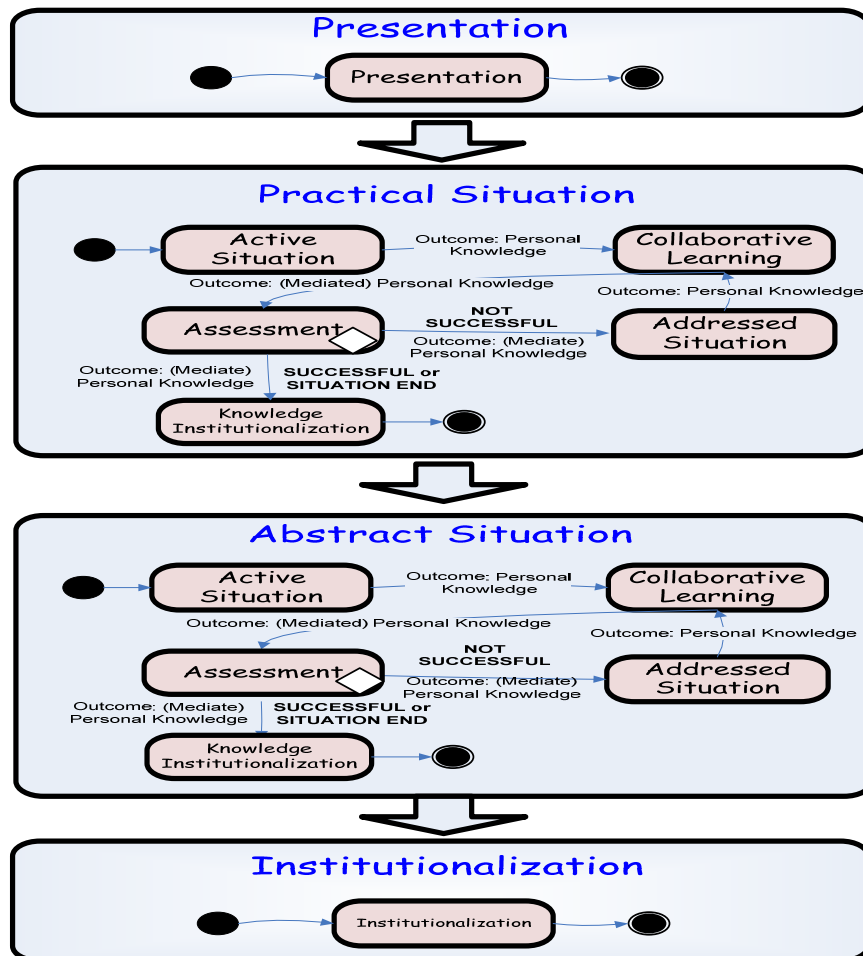 Presentation
Presentation
Practical Situation
Active
Situation
Outcome: Personal
Knowledge
Collaborative
Learning
Outcome: (Mediated) Personal Knowledge
Outcome: Personal Knowledge
Assessment
NOT
SUCCESSFUL
Outcome: (Mediate)
Personal Knowledge
Addressed
Situation
Outcome: (Mediate)
Personal Knowledge
SUCCESSFUL or
SITUATION END
Knowledge
Institutionalization
Abstract Situation
Active
Situation
Outcome: Personal
Knowledge
Collaborative
Learning
Outcome: (Mediated) Personal Knowledge
Outcome: Personal Knowledge
Assessment
NOT
SUCCESSFUL
Outcome: (Mediate)
Personal Knowledge
Addressed
Situation
Outcome: (Mediate)
Personal Knowledge
SUCCESSFUL or
SITUATION END
Knowledge
Institutionalization
Institutionalization
Institutionalization